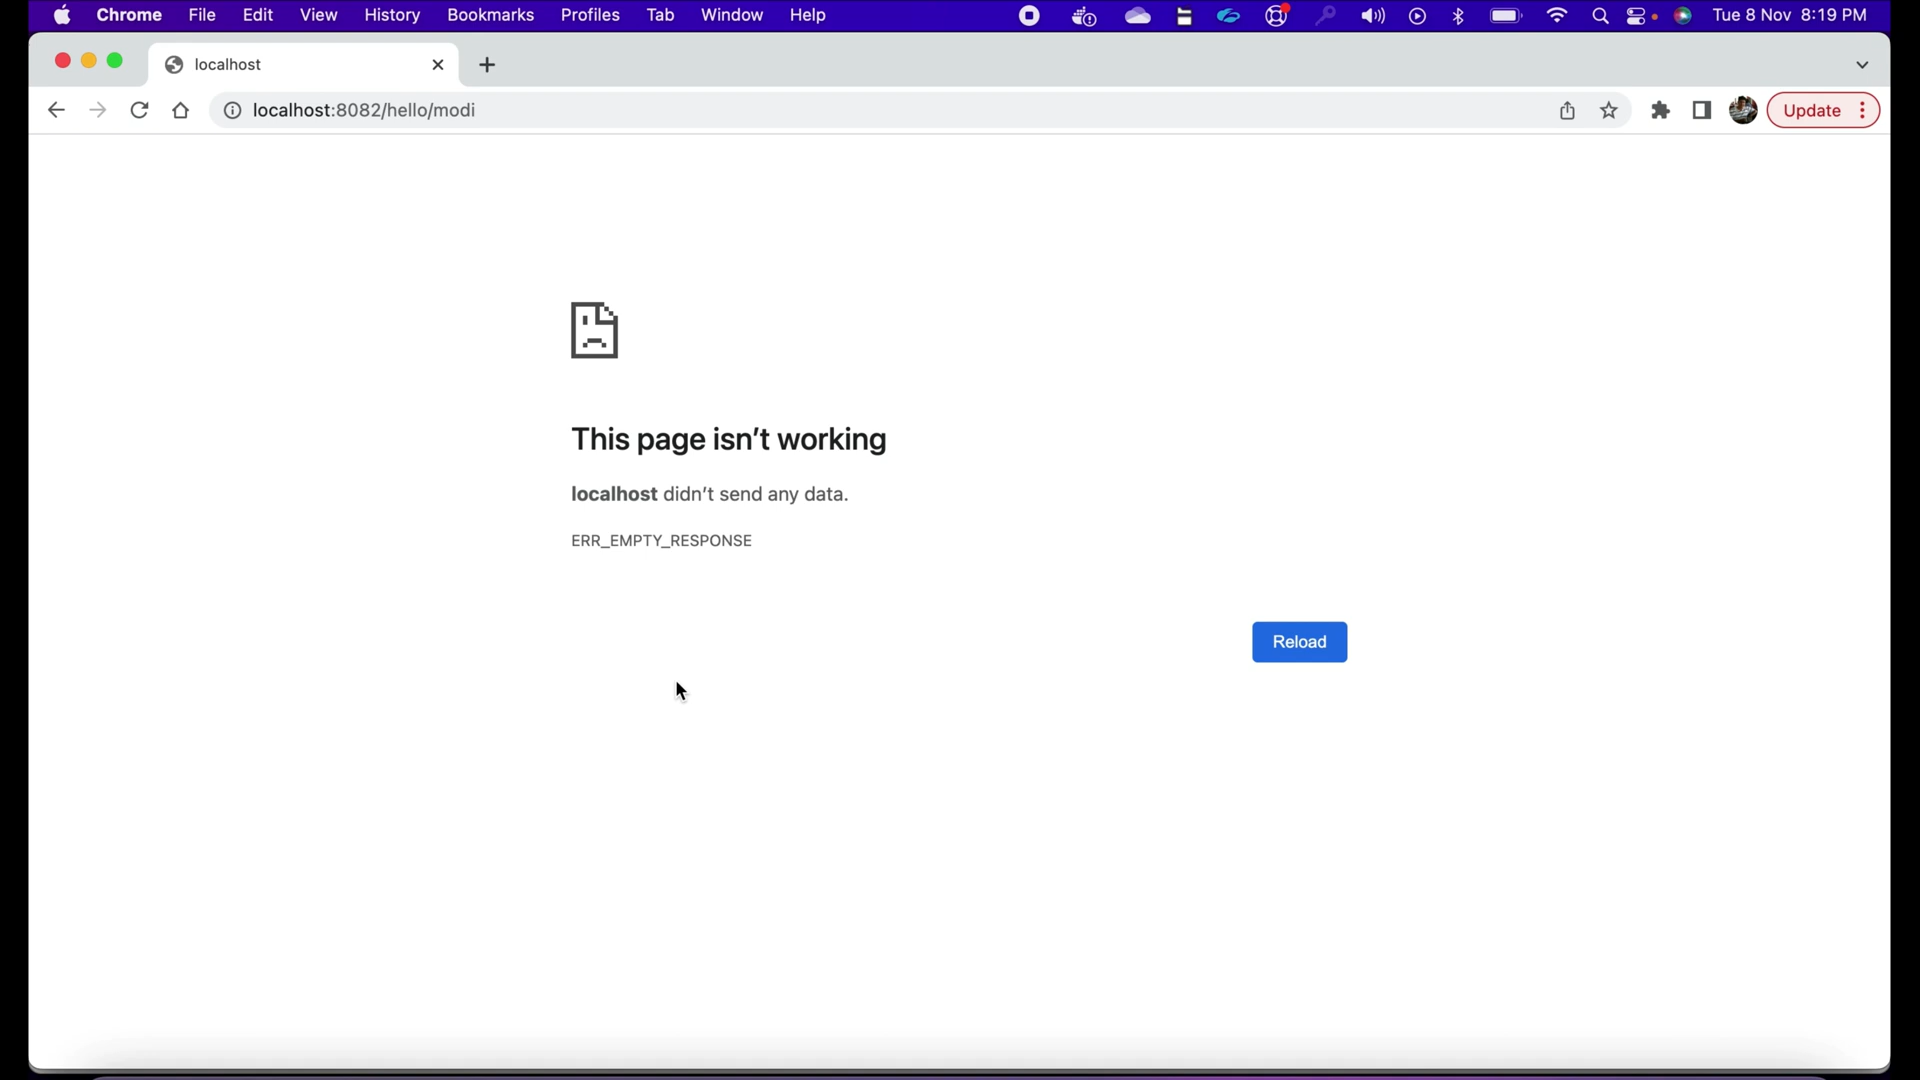 Chrome File Edit View History Bookmarks Profiles Tab Window Help Tue 8 Nov 8:19 PM
localhost
localhost:8082/hello/modi Update
This page isn’t working
localhost didn’t send any data.
ERR_EMPTY_RESPONSE
Reload